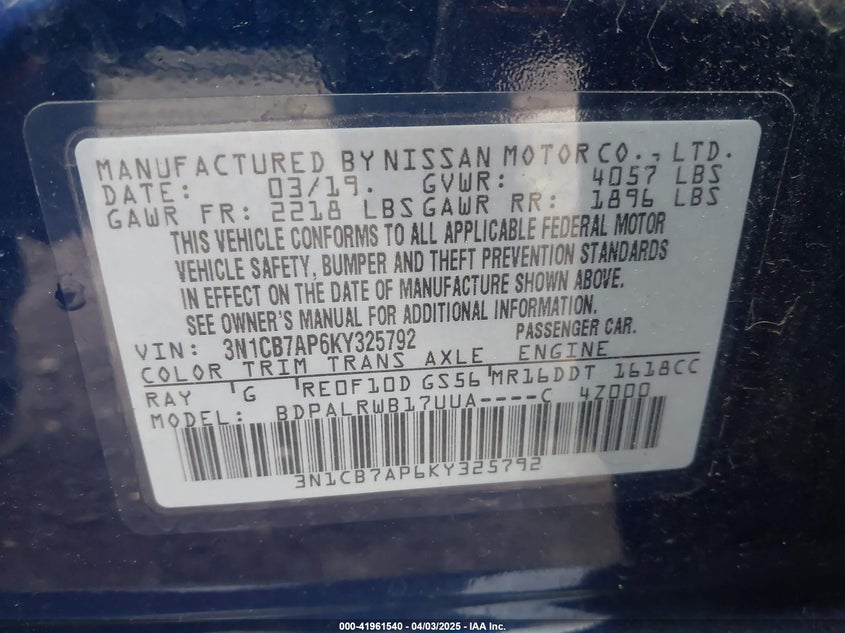 MANUFACTURED BY NISSAN MOTOR CO., LTD.
DATE: 03/19. GVWR: 4057 LBS
GAWR FR: 2218 LBS GAWR RR: 1896 LBS
THIS VEHICLE CONFORMS TO ALL APPLICABLE FEDERAL MOTOR
VEHICLE SAFETY, BUMPER AND THEFT PREVENTION STANDARDS
IN EFFECT ON THE DATE OF MANUFACTURE SHOWN ABOVE.
SEE OWNER'S MANUAL FOR ADDITIONAL INFORMATION.
VIN: 3N1CB7AP6KY325792 PASSENGER CAR.
COLOR TRIM TRANS AXLE ENGINE
RAY G RE0F10D GS56 MR16DDT 1618CC
MODEL: BDPALRWB17UUA----C 4Z000
3N1CB7AP6KY325792
000-41961540 04/03/2025 - IAA Inc.